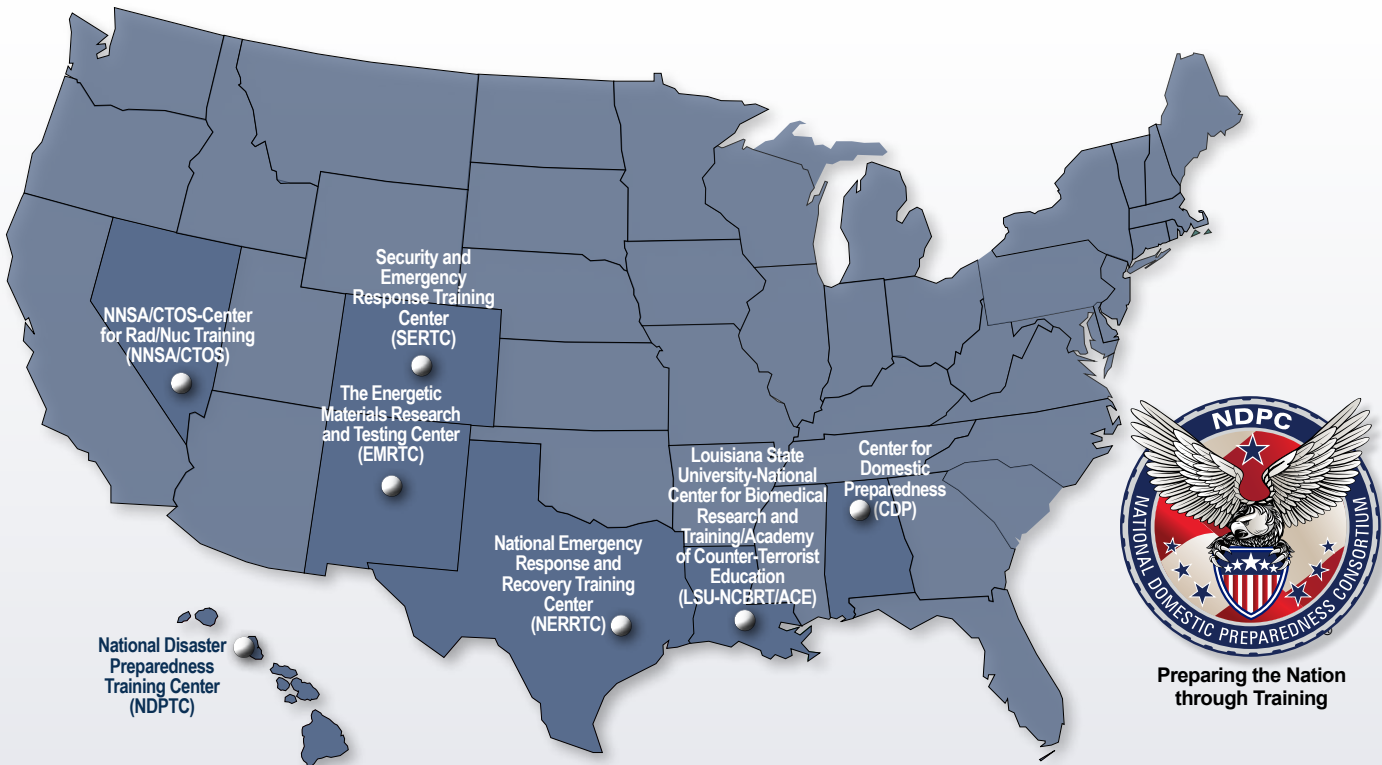 Security and
Emergency
Response Training
Center
(SERTC)
NNSA/CTOS-Center
for Rad/Nuc Training
(NNSA/CTOS)
The Energetic
Materials Research
and Testing Center
(EMRTC)
Louisiana State
University-National
Center for Biomedical
Research and
Training/Academy
of Counter-Terrorist
Education
(LSU-NCBRT/ACE)
Center for
Domestic
Preparedness
(CDP)
National Emergency
Response and
Recovery Training
Center
(NERRTC)
National Disaster
Preparedness
Training Center
(NDPTC)
NDPC
NATIONAL DOMESTIC PREPAREDNESS CONSORTIUM
Preparing the Nation
through Training